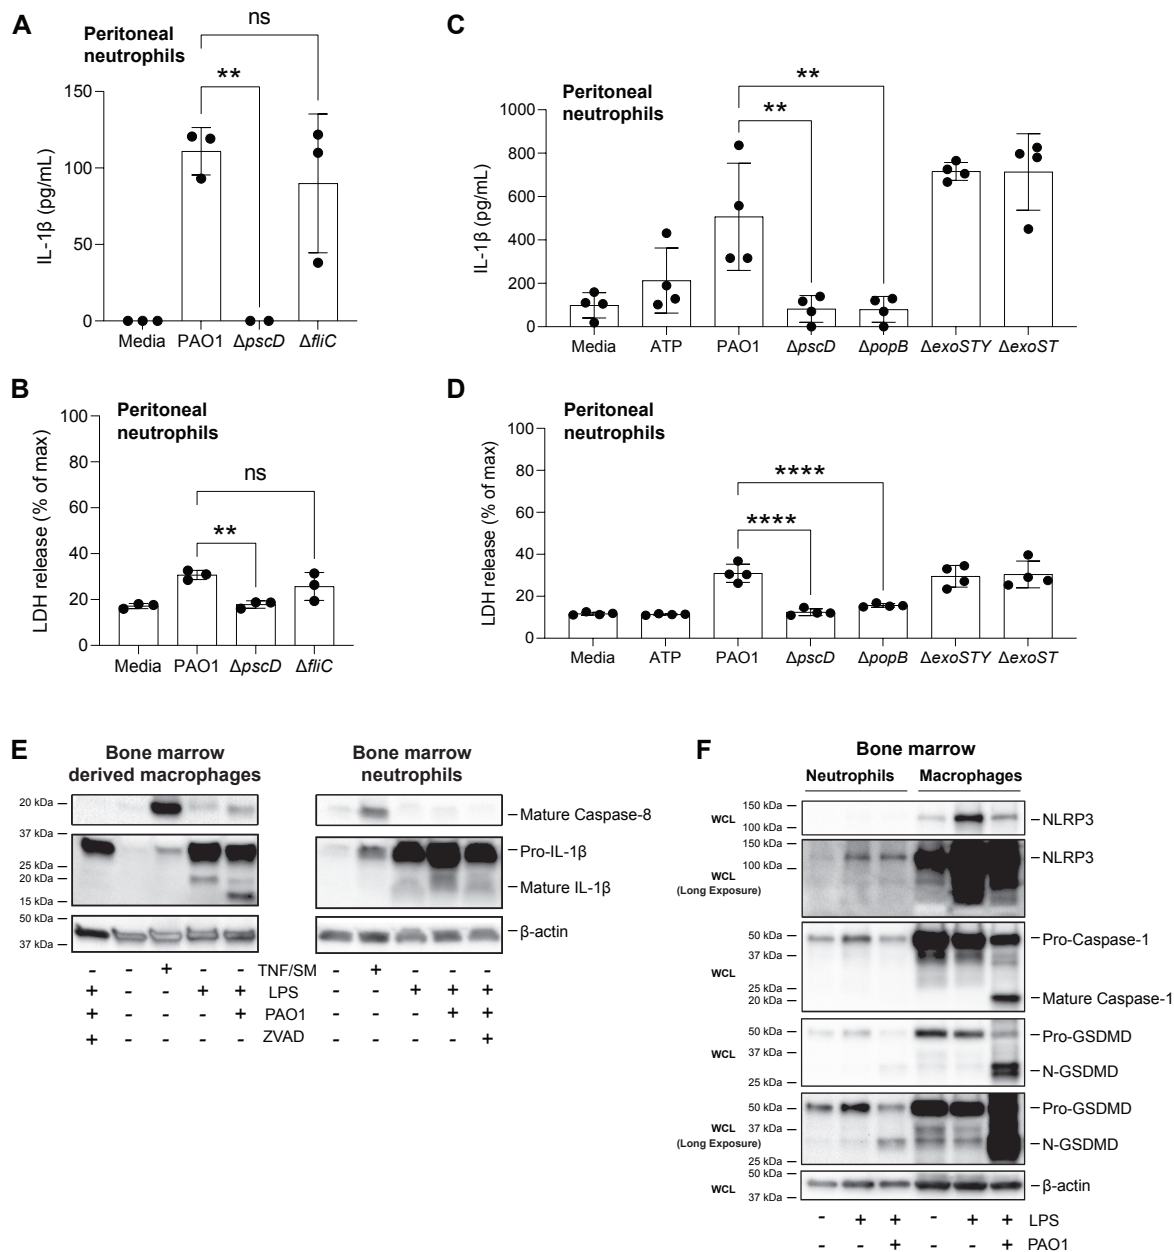 A
Peritoneal
neutrophils
ns
**
IL-1β (pg/mL)
150
100
50
0
Media PAO1 ΔpscD ΔfliC
B
Peritoneal
neutrophils
ns
**
LDH release (% of max)
100
80
60
40
20
0
Media PAO1 ΔpscD ΔfliC
C
Peritoneal
neutrophils
**
**
IL-1β (pg/mL)
1000
800
600
400
200
0
Media ATP PAO1 ΔpscD ΔpopB ΔexoSTY ΔexoST
D
Peritoneal
neutrophils
****
****
LDH release (% of max)
100
80
60
40
20
0
Media ATP PAO1 ΔpscD ΔpopB ΔexoSTY ΔexoST
E
Bone marrow
derived macrophages
Bone marrow
neutrophils
20 kDa
37 kDa
25 kDa
20 kDa
15 kDa
50 kDa
37 kDa
Mature Caspase-8
Pro-IL-1β
Mature IL-1β
β-actin
- - + - - TNF/SM - + - - -
+ - - + + LPS - - + + +
+ - - - + PAO1 - - - + +
+ - - - - ZVAD - - - - +
F
Bone marrow
Neutrophils Macrophages
WCL
150 kDa
100 kDa
NLRP3
WCL
(Long Exposure)
150 kDa
100 kDa
NLRP3
WCL
50 kDa
37 kDa
25 kDa
20 kDa
Pro-Caspase-1
Mature Caspase-1
WCL
50 kDa
37 kDa
25 kDa
Pro-GSDMD
N-GSDMD
WCL
(Long Exposure)
50 kDa
37 kDa
25 kDa
Pro-GSDMD
N-GSDMD
WCL
50 kDa
37 kDa
β-actin
- + + - + + LPS
- - + - - + PAO1